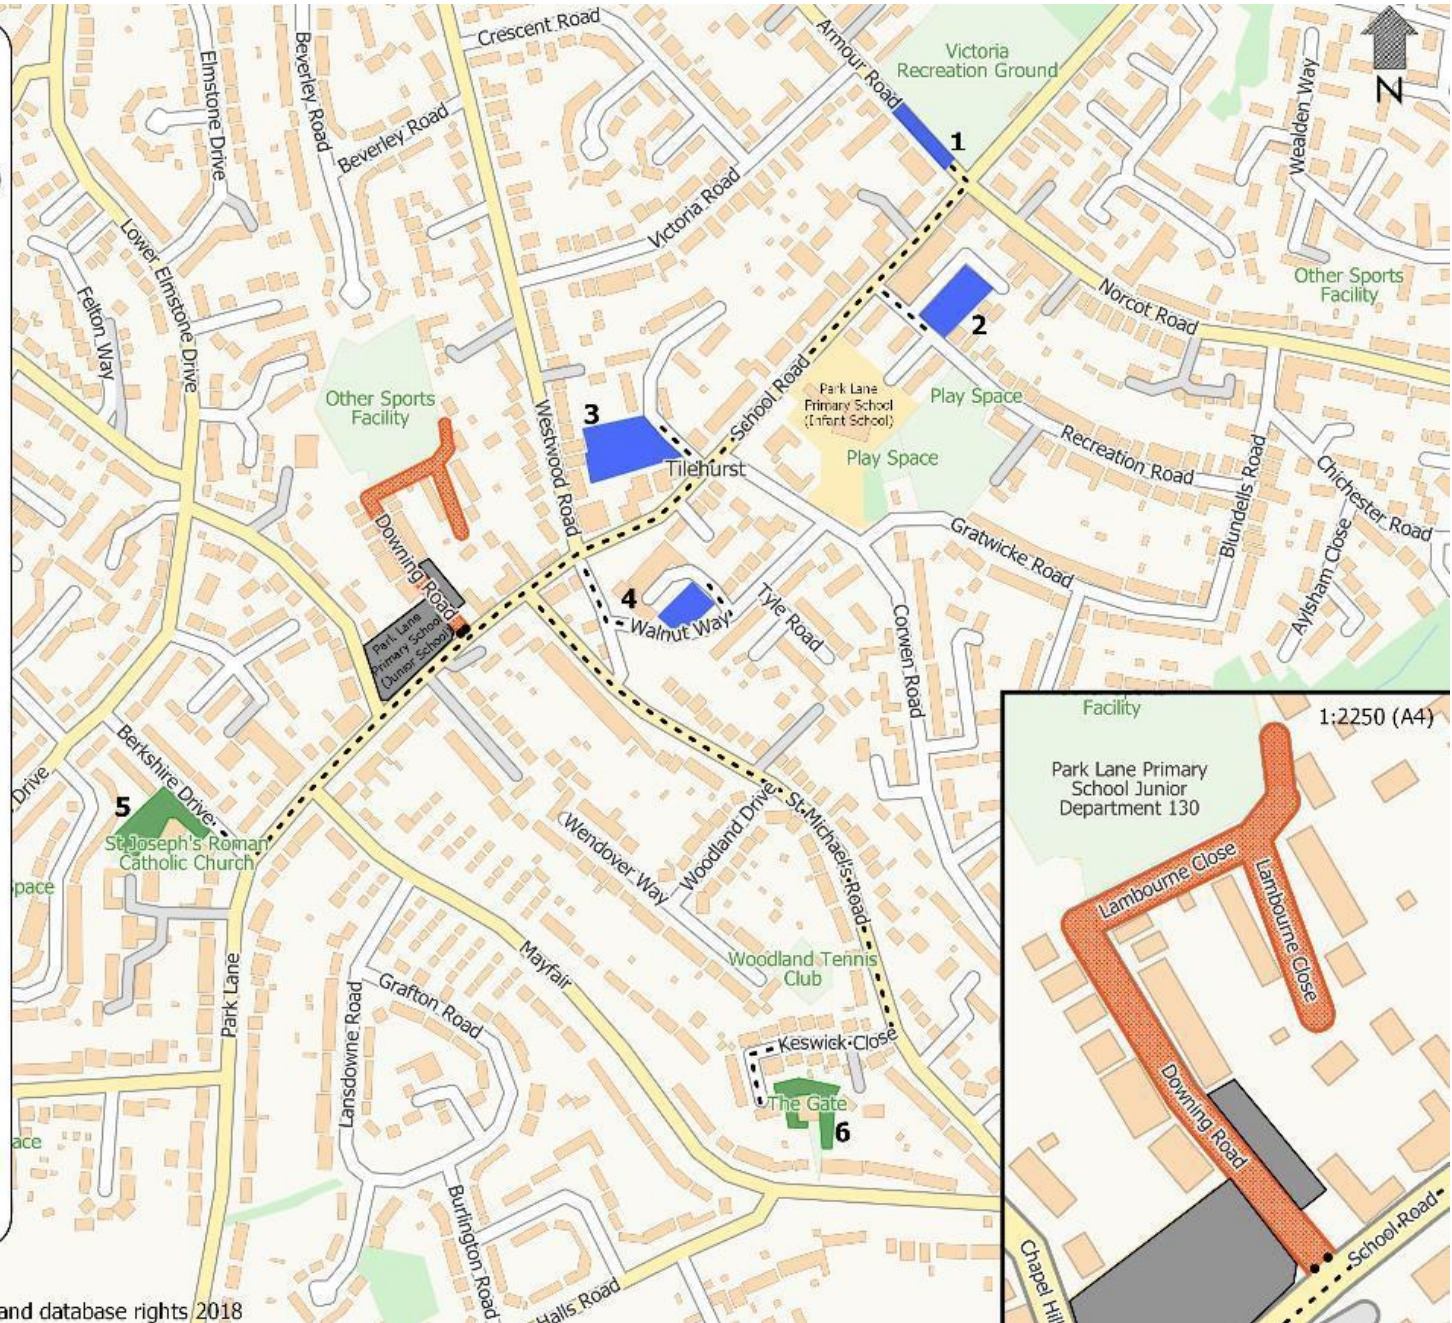 Crescent Road
Armour Road
Victoria
Recreation Ground
N
Elmstone Drive
Beverley Road
Beverley Road
1
Wealden Way
Victoria Road
Lower Elmstone Drive
Felton Way
Other Sports
Facility
Norcot Road
2
Other Sports
Facility
Westwood Road
3
School Road
Park Lane
Primary School
(Infant School)
Play Space
Play Space
Tilehurst
Recreation Road
Blundells Road
Chichester Road
Aylsham Close
Downing Road
Gratwicke Road
Corwen Road
4
Walnut Way
Tyle Road
Park Lane
Primary School
(Junior School)
Berkshire Drive
Drive
5
St Joseph's Roman
Catholic Church
Space
Wendover Way
Woodland Drive
St Michael's Road
Woodland Tennis
Club
Mayfair
Park Lane
Lansdowne Road
Grafton Road
Keswick Close
The Gate
6
ace
Burlington Road
Halls Road
and database rights 2018
Facility
1:2250 (A4)
Park Lane Primary
School Junior
Department 130
Lambourne Close
Lambourne Close
Downing Road
School Road
Chapel Hill